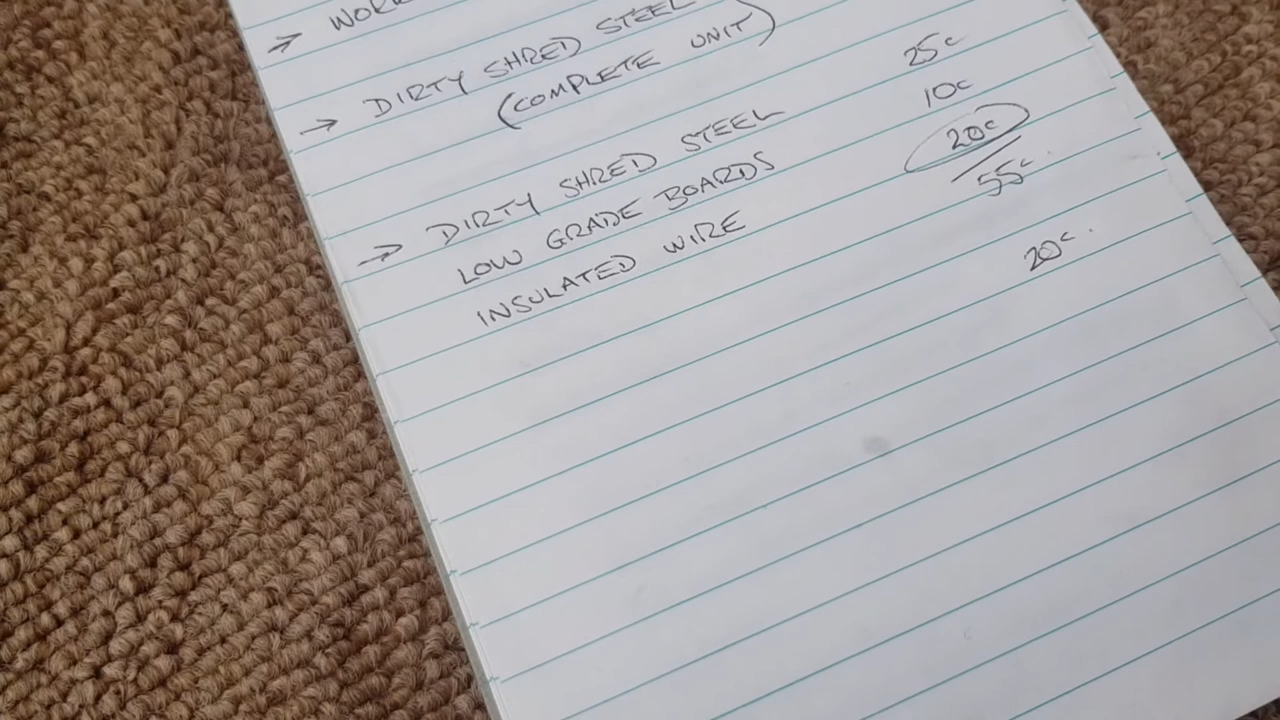 →
→ DIRTY SHRED STEEL
(COMPLETE UNIT)
→ DIRTY SHRED STEEL 25c
LOW GRADE BOARDS 10c
INSULATED WIRE 20c
55c
20c.